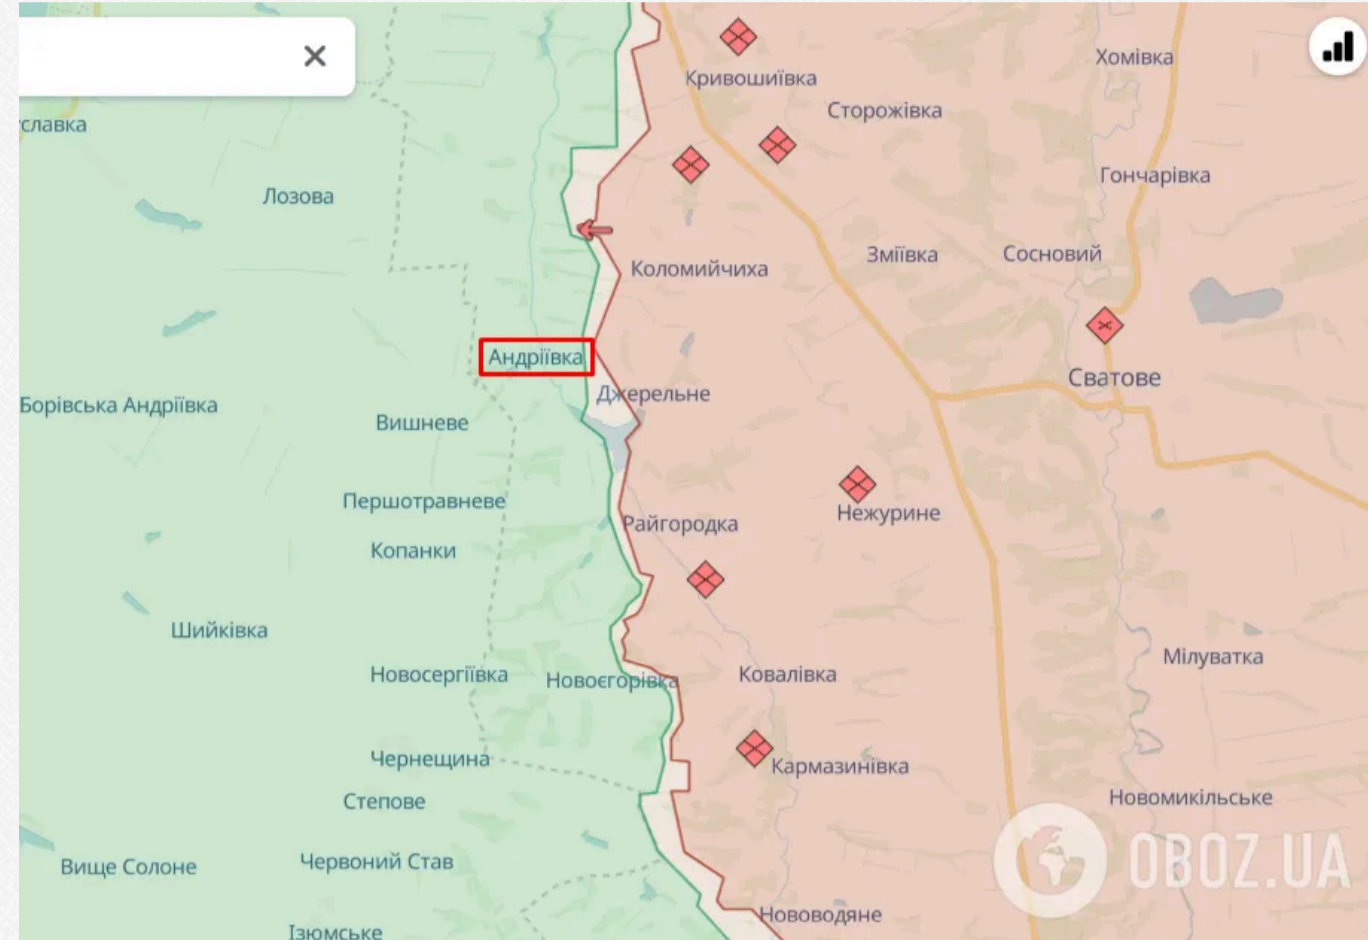 Хомівка
Кривошиївка
Сторожівка
славка
Гончарівка
Лозова
Зміївка
Сосновий
Коломийчиха
Андріївка
Сватове
Джерельне
Борівська Андріївка
Вишневе
Першотравневе
Нежурине
Райгородка
Копанки
Шийківка
Мілуватка
Новосергіївка
Новоєгорівка
Ковалівка
Чернещина
Кармазинівка
Степове
Новомикільське
Вище Солоне
Червоний Став
OBOZ.UA
Нововодяне
Ізюмське